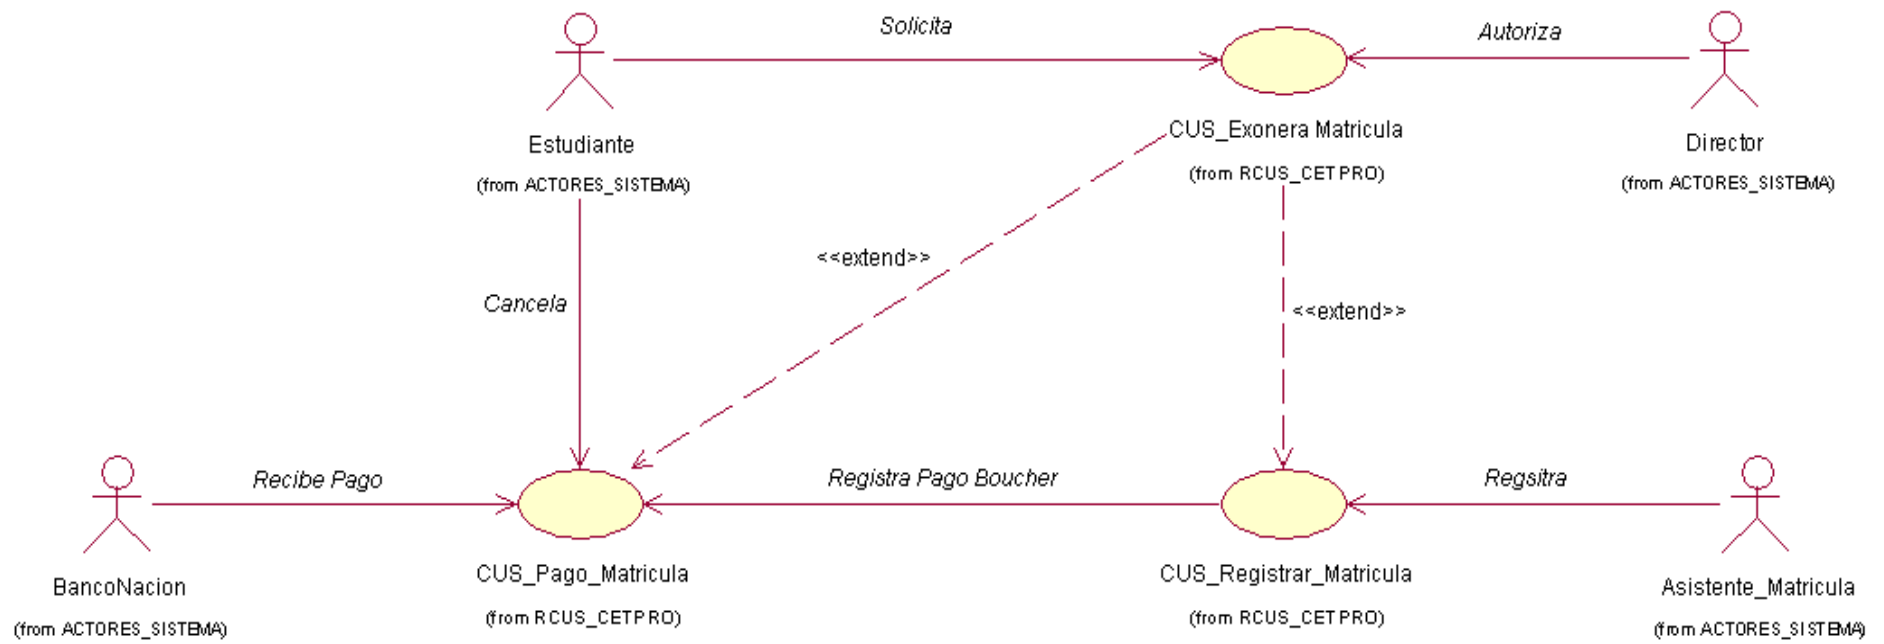 Solicita
Autoriza
Estudiante
(from ACTORES_SISTEMA)
CUS_Exonera Matricula
(from RCUS_CETPRO)
Director
(from ACTORES_SISTEMA)
<<extend>>
Cancela
<<extend>>
Recibe Pago
Registra Pago Boucher
Regsitra
BancoNacion
(from ACTORES_SISTEMA)
CUS_Pago_Matricula
(from RCUS_CETPRO)
CUS_Registrar_Matricula
(from RCUS_CETPRO)
Asistente_Matricula
(from ACTORES_SISTEMA)